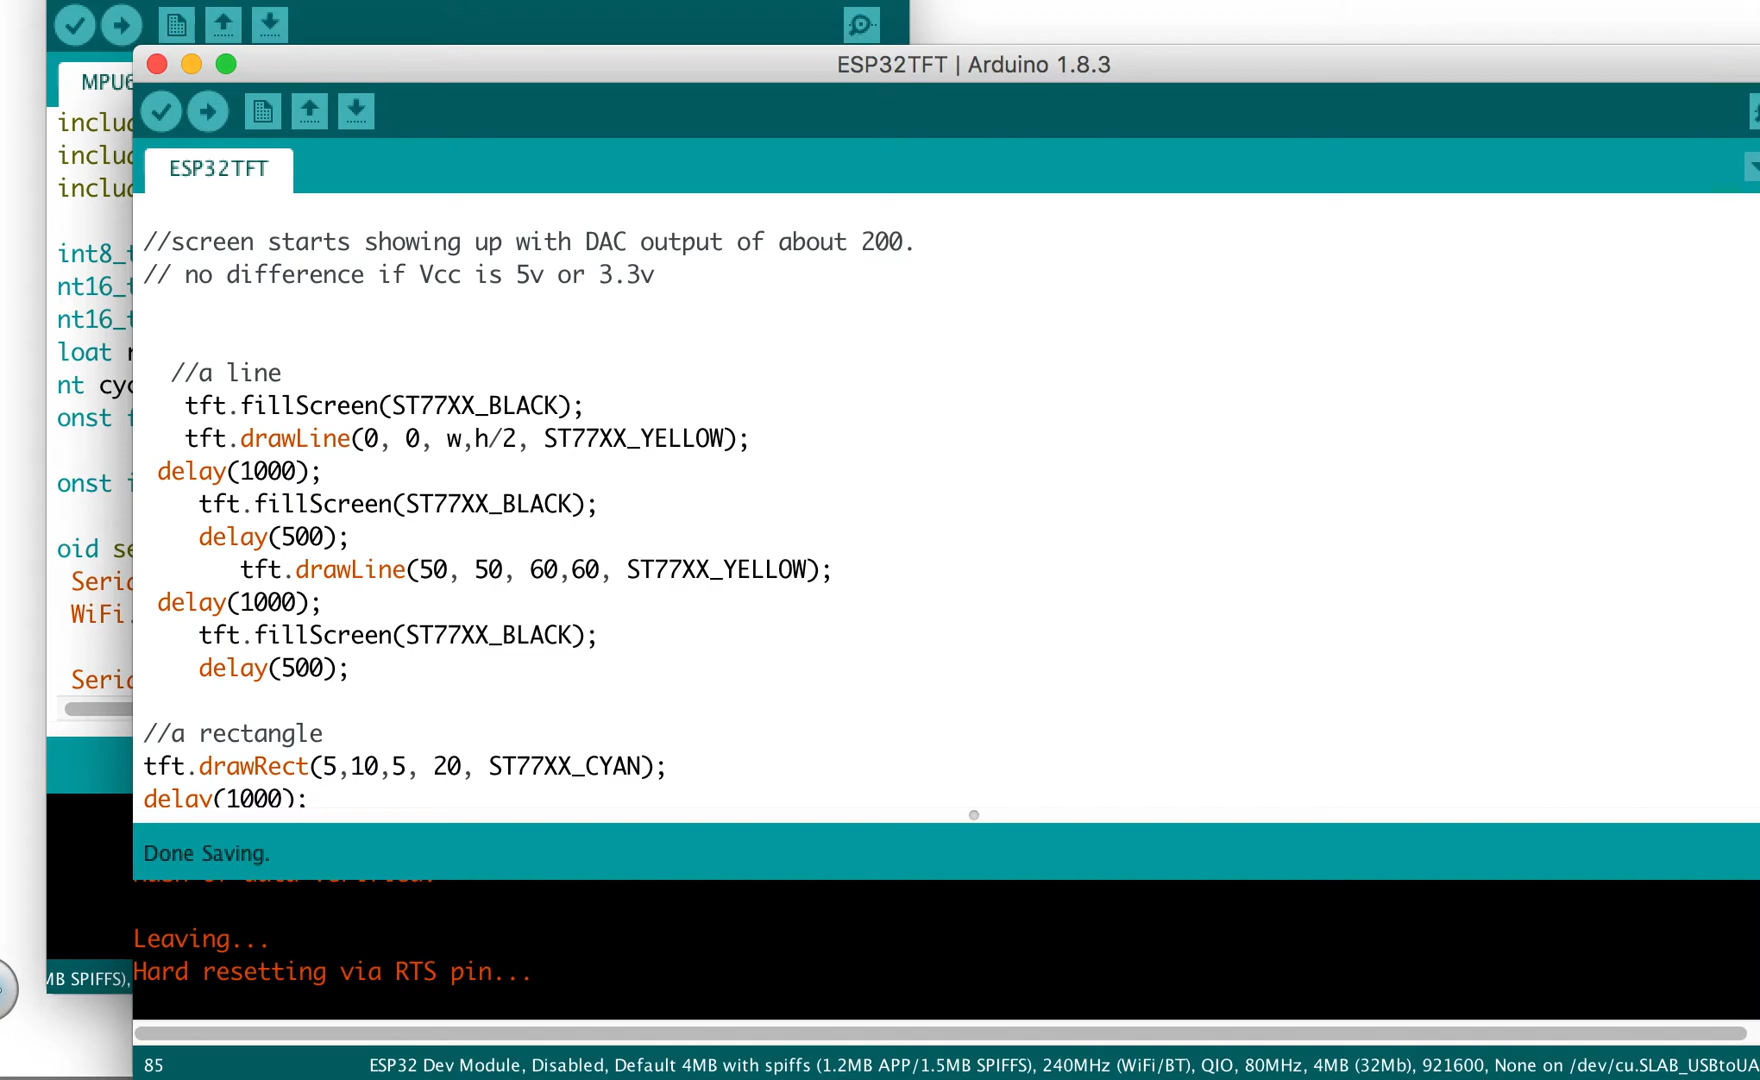 MPU6
inclu
inclu
inclu
int8_t
nt16_t
nt16_t
loat
nt cyc
onst
onst i
oid se
Seria
WiFi.
Seria
MB SPIFFS),
ESP32TFT | Arduino 1.8.3
ESP32TFT
//screen starts showing up with DAC output of about 200.
// no difference if Vcc is 5v or 3.3v
//a line
tft.fillScreen(ST77XX_BLACK);
tft.drawLine(0, 0, w,h/2, ST77XX_YELLOW);
delay(1000);
tft.fillScreen(ST77XX_BLACK);
delay(500);
tft.drawLine(50, 50, 60,60, ST77XX_YELLOW);
delay(1000);
tft.fillScreen(ST77XX_BLACK);
delay(500);
//a rectangle
tft.drawRect(5,10,5, 20, ST77XX_CYAN);
delay(1000);
Done Saving.
Leaving...
Hard resetting via RTS pin...
85
ESP32 Dev Module, Disabled, Default 4MB with spiffs (1.2MB APP/1.5MB SPIFFS), 240MHz (WiFi/BT), QIO, 80MHz, 4MB (32Mb), 921600, None on /dev/cu.SLAB_USBtoUA